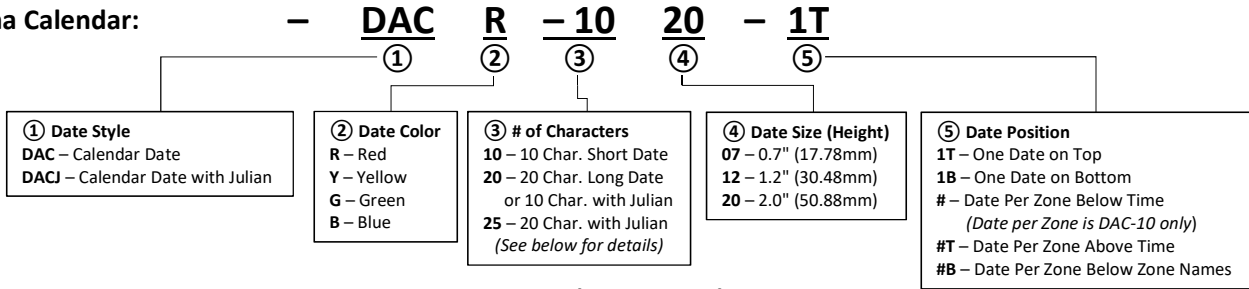 Calendar: – DAC R – 10 20 – 1T
① ② ③ ④ ⑤
① Date Style
DAC – Calendar Date
DACJ – Calendar Date with Julian
② Date Color
R – Red
Y – Yellow
G – Green
B – Blue
③ # of Characters
10 – 10 Char. Short Date
20 – 20 Char. Long Date
or 10 Char. with Julian
25 – 20 Char. with Julian
(See below for details)
④ Date Size (Height)
07 – 0.7" (17.78mm)
12 – 1.2" (30.48mm)
20 – 2.0" (50.88mm)
⑤ Date Position
1T – One Date on Top
1B – One Date on Bottom
# – Date Per Zone Below Time
(Date per Zone is DAC-10 only)
#T – Date Per Zone Above Time
#B – Date Per Zone Below Zone Names